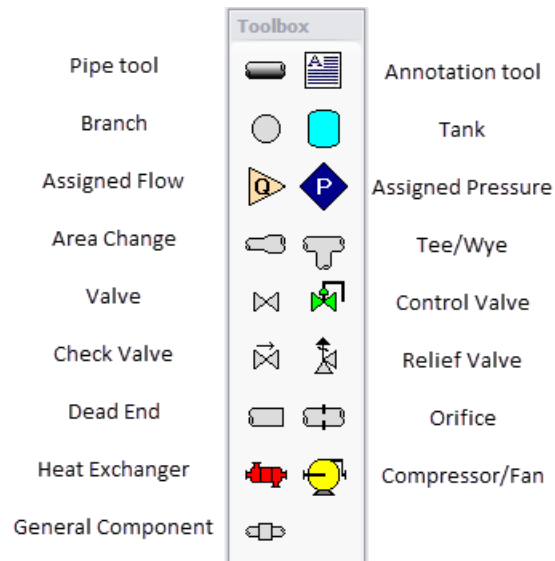 Toolbox
Pipe tool
A
Annotation tool
Branch
Tank
Assigned Flow
Q
P
Assigned Pressure
Area Change
Tee/Wye
Valve
Control Valve
Check Valve
Relief Valve
Dead End
Orifice
Heat Exchanger
Compressor/Fan
General Component